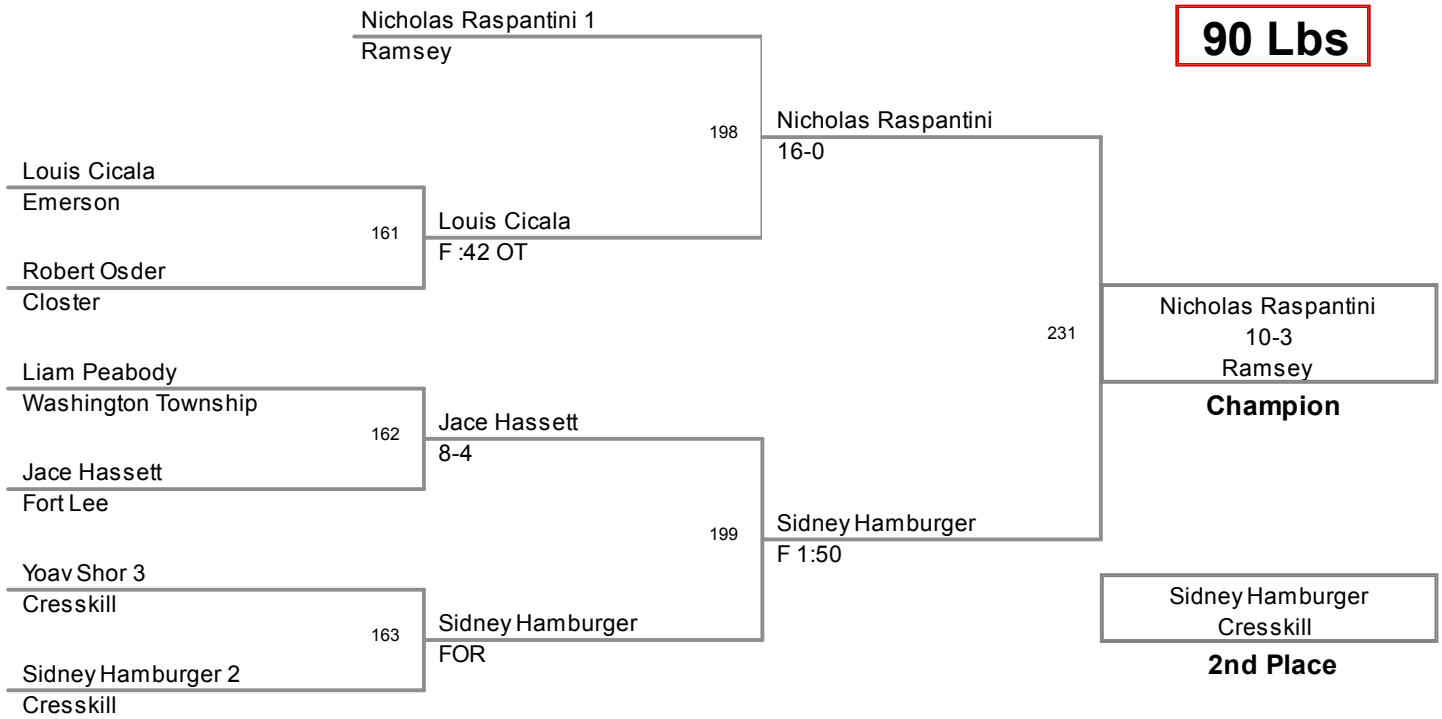 Nicholas Raspantini 1
Ramsey
90 Lbs
198
Nicholas Raspantini
16-0
Louis Cicala
Emerson
161
Louis Cicala
F :42 OT
Robert Osder
Closter
231
Nicholas Raspantini
10-3
Ramsey
Champion
Liam Peabody
Washington Township
162
Jace Hassett
8-4
Jace Hassett
Fort Lee
199
Sidney Hamburger
F 1:50
Yoav Shor 3
Cresskill
163
Sidney Hamburger
FOR
Sidney Hamburger 2
Cresskill
Sidney Hamburger
Cresskill
2nd Place